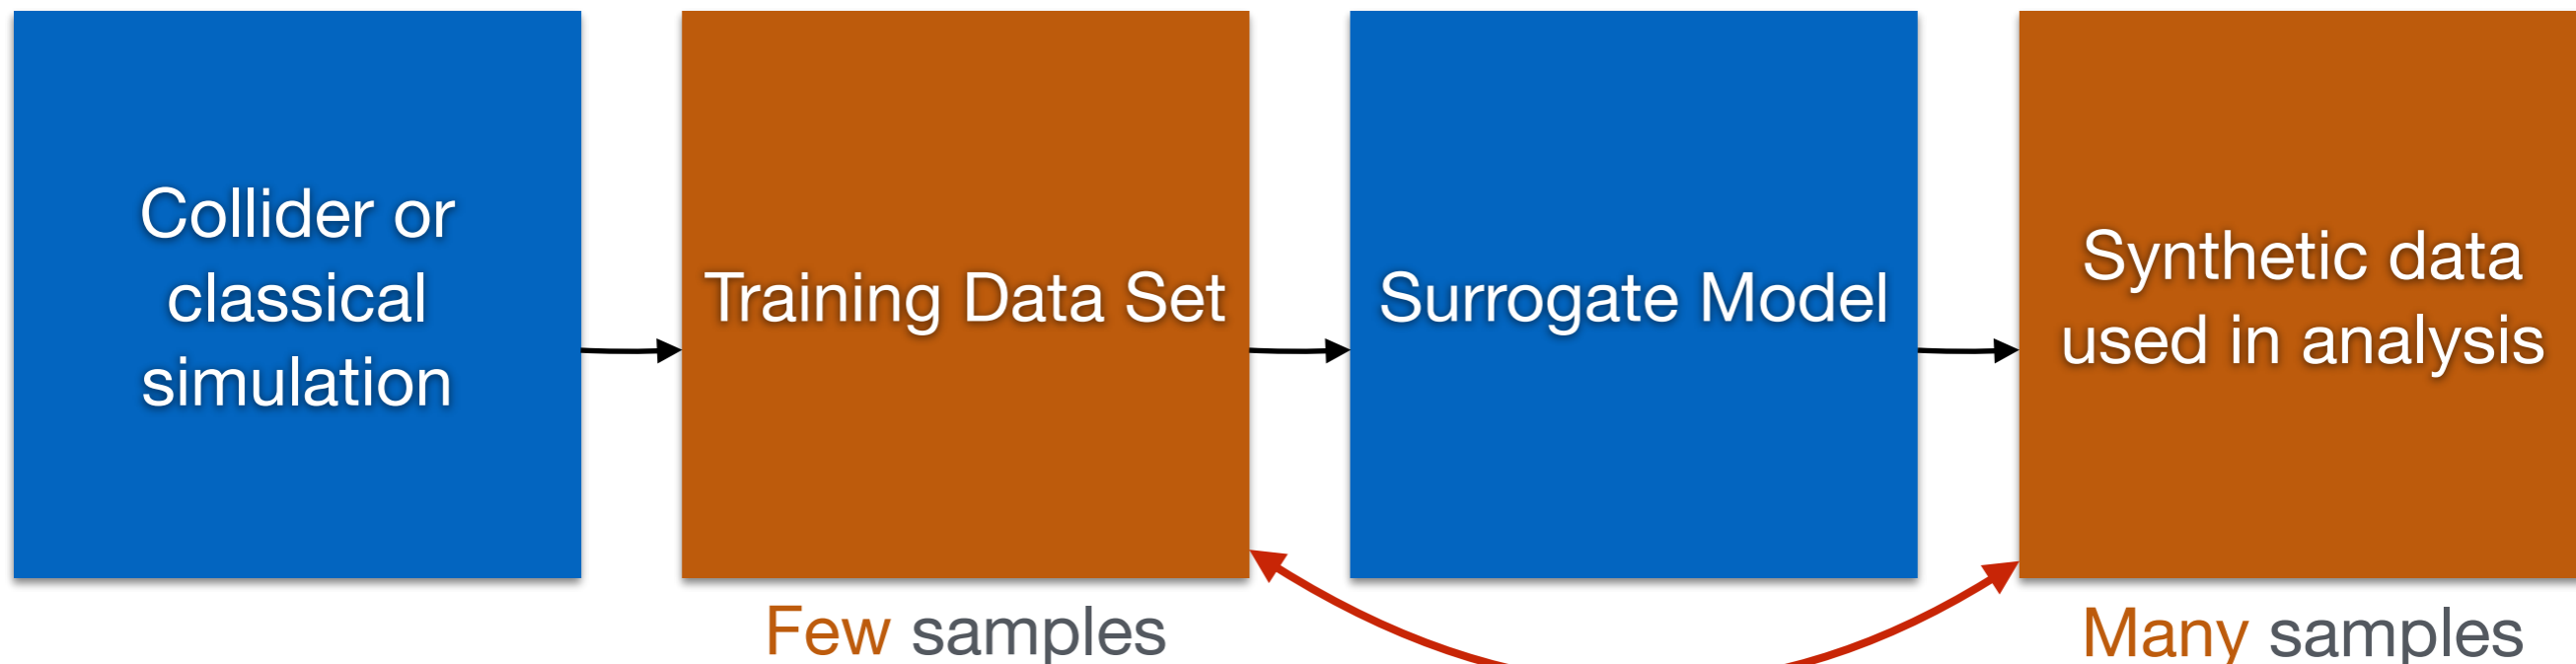 Collider or
classical
simulation
Training Data Set
Surrogate Model
Synthetic data
used in analysis
Few samples
Many samples